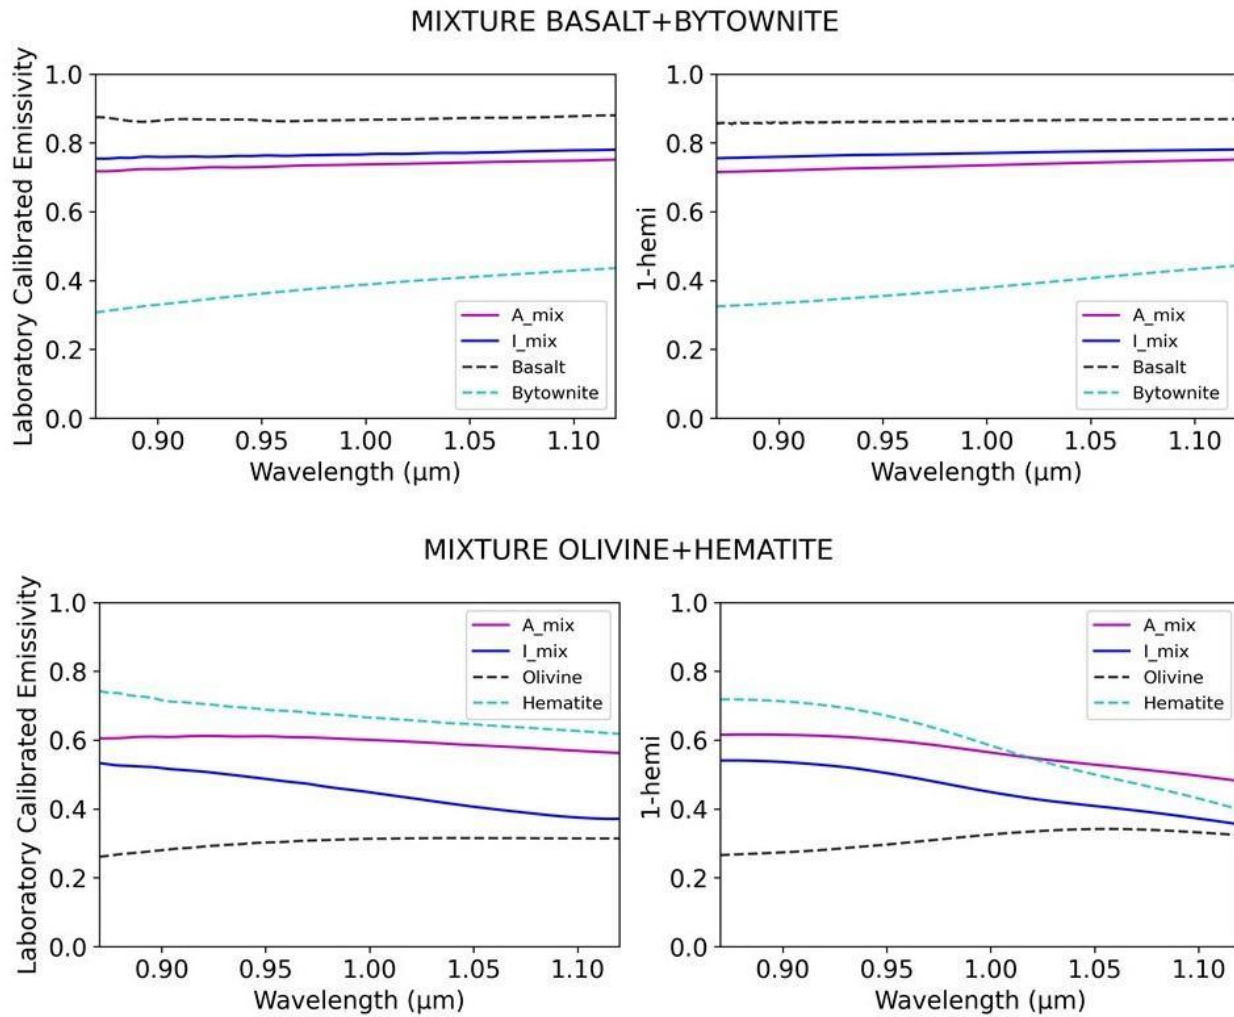 MIXTURE BASALT+BYTOWNITE
Laboratory Calibrated Emissivity
1.0
0.8
0.6
0.4
0.2
0.0
A_mix
I_mix
Basalt
Bytownite
0.90 0.95 1.00 1.05 1.10
Wavelength (μm)
1-hemi
1.0
0.8
0.6
0.4
0.2
0.0
A_mix
I_mix
Basalt
Bytownite
0.90 0.95 1.00 1.05 1.10
Wavelength (μm)
MIXTURE OLIVINE+HEMATITE
Laboratory Calibrated Emissivity
1.0
0.8
0.6
0.4
0.2
0.0
A_mix
I_mix
Olivine
Hematite
0.90 0.95 1.00 1.05 1.10
Wavelength (μm)
1-hemi
1.0
0.8
0.6
0.4
0.2
0.0
A_mix
I_mix
Olivine
Hematite
0.90 0.95 1.00 1.05 1.10
Wavelength (μm)